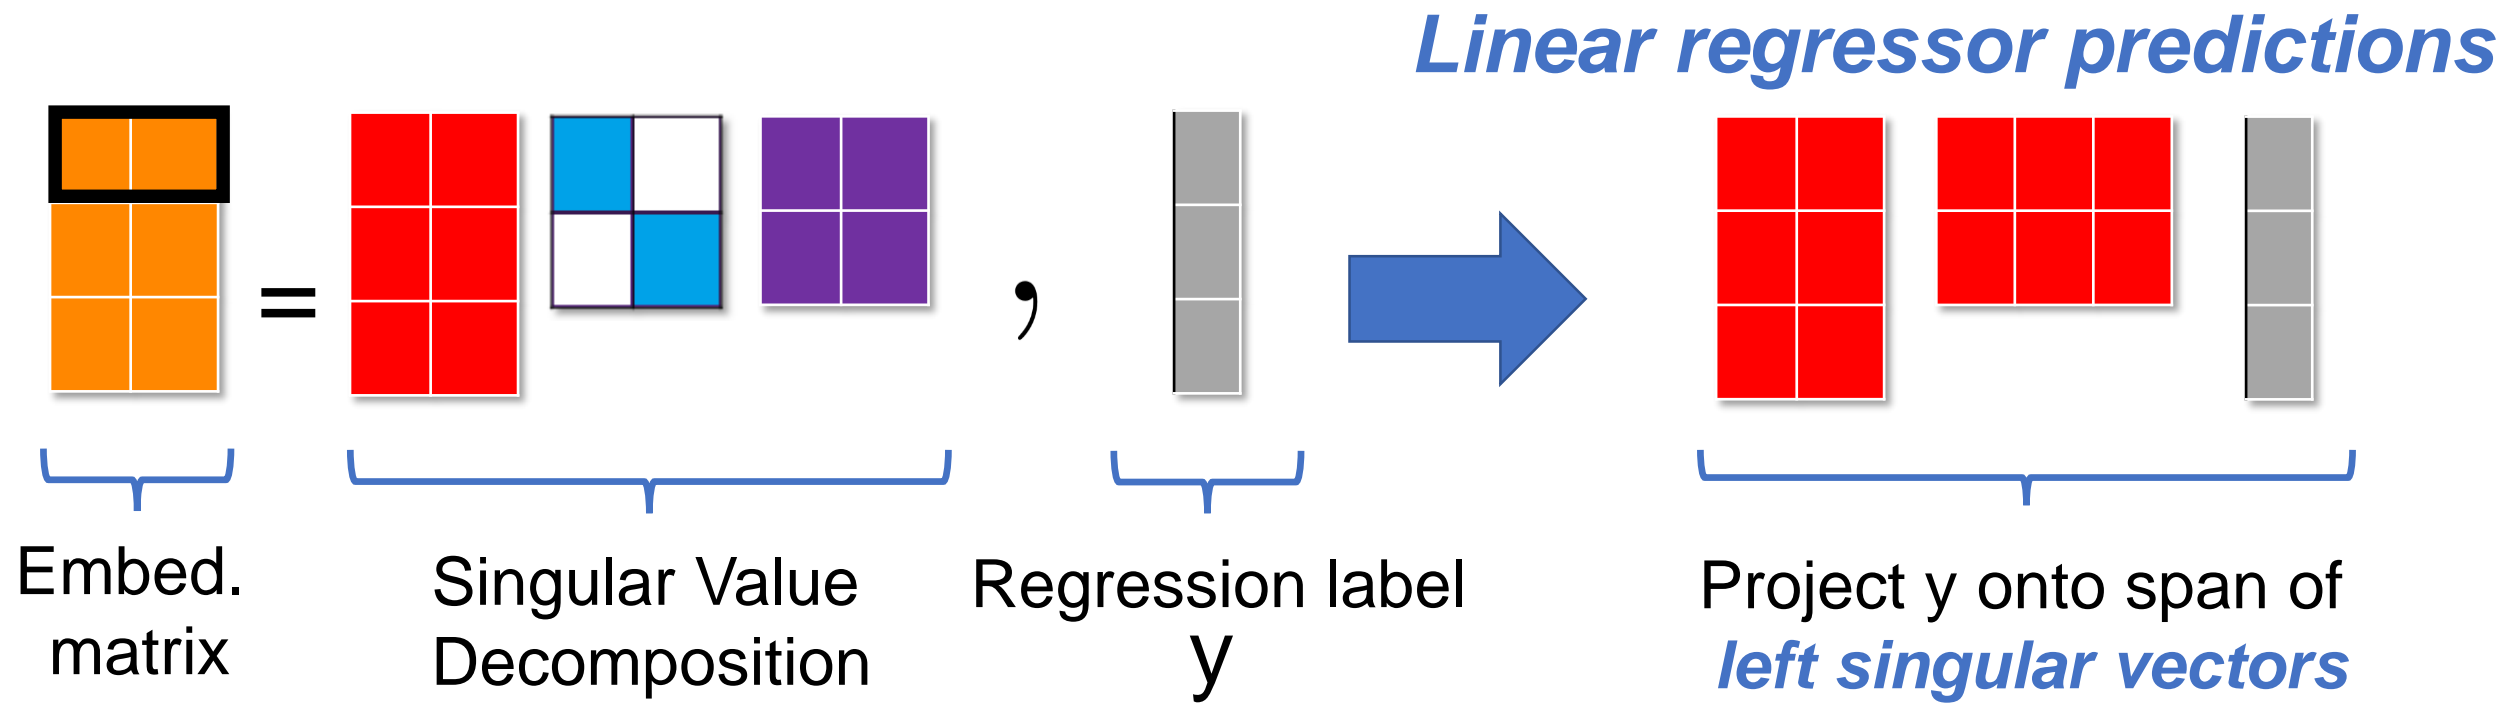 Linear regressor predictions
=
,
Embed.
matrix
Singular Value
Decomposition
Regression label
y
Project y onto span of
left singular vectors